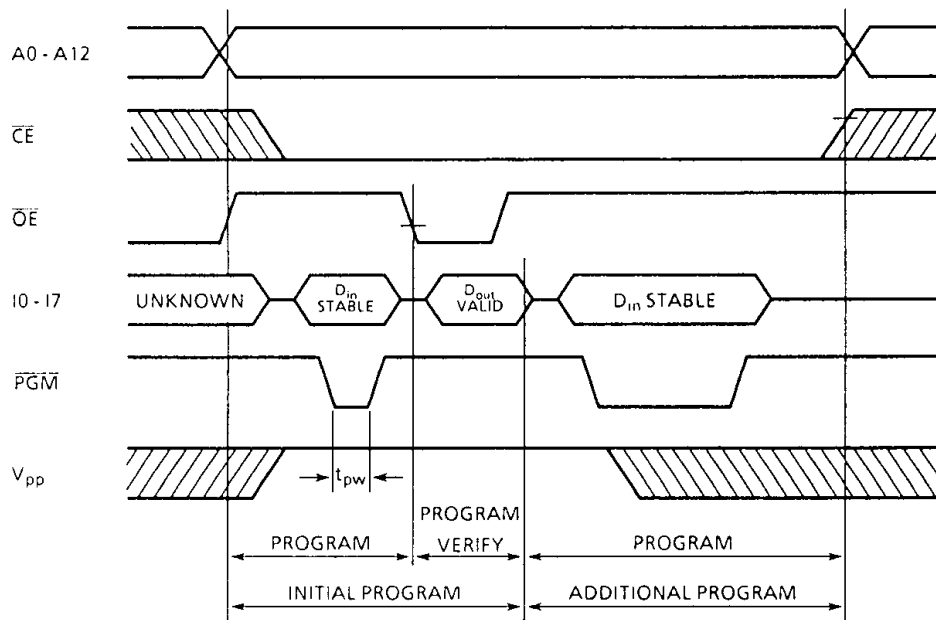 A0 - A12
CE
OE
I0 - I7
UNKNOWN
Din
STABLE
Dout
VALID
Din STABLE
PGM
Vpp
tpw
PROGRAM
PROGRAM
VERIFY
PROGRAM
INITIAL PROGRAM
ADDITIONAL PROGRAM